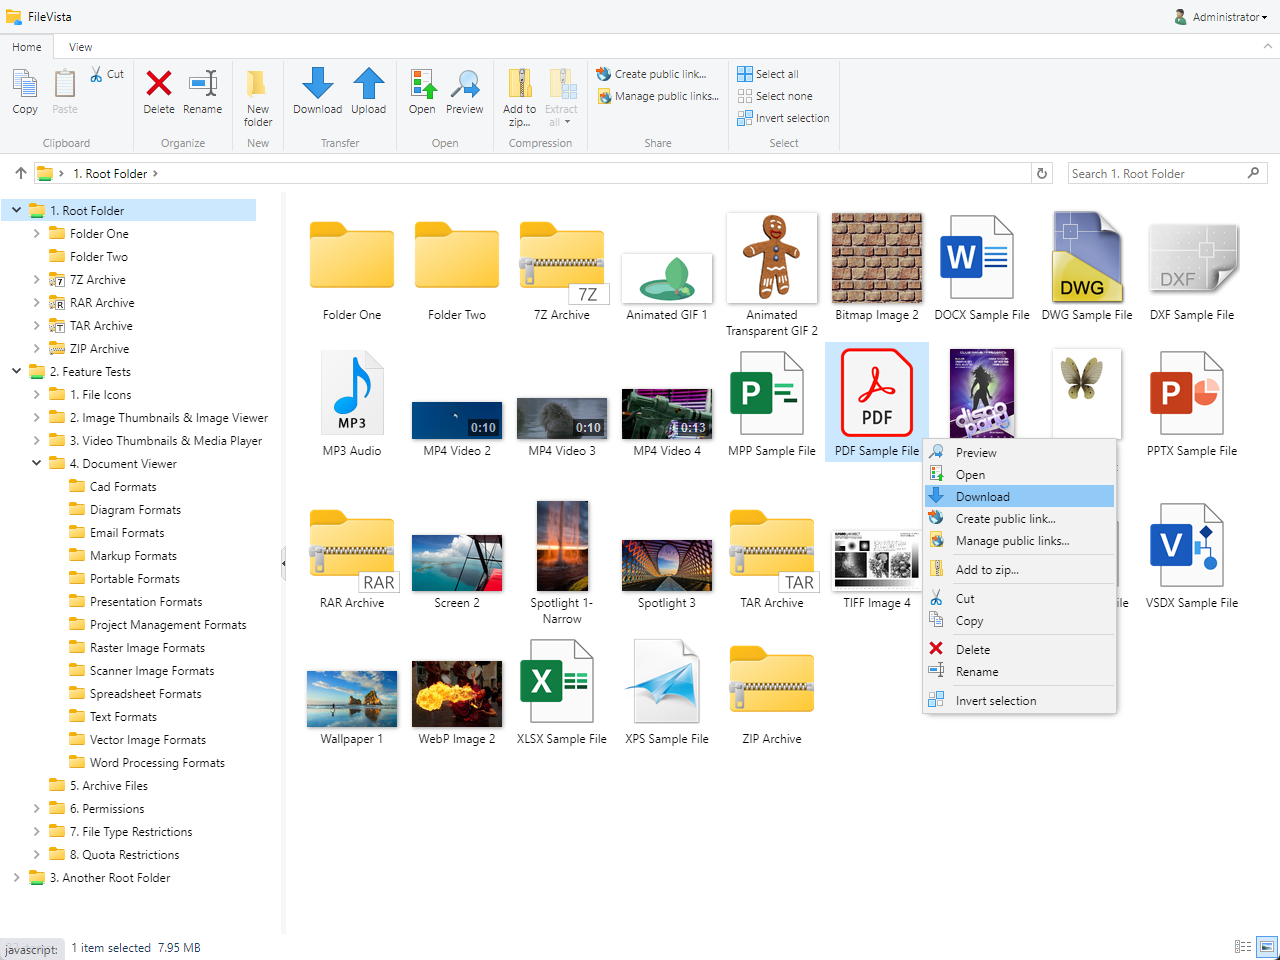 FileVista
Administrator
Home
View
Copy
Paste
Cut
Clipboard
Delete
Rename
Organize
New
folder
New
Download
Upload
Transfer
Open
Preview
Open
Add to
zip...
Extract
all
Compression
Create public link...
Manage public links...
Share
Select all
Select none
Invert selection
Select
1. Root Folder
Search 1. Root Folder
1. Root Folder
Folder One
Folder Two
7Z Archive
RAR Archive
TAR Archive
ZIP Archive
2. Feature Tests
1. File Icons
2. Image Thumbnails & Image Viewer
3. Video Thumbnails & Media Player
4. Document Viewer
Cad Formats
Diagram Formats
Email Formats
Markup Formats
Portable Formats
Presentation Formats
Project Management Formats
Raster Image Formats
Scanner Image Formats
Spreadsheet Formats
Text Formats
Vector Image Formats
Word Processing Formats
5. Archive Files
6. Permissions
7. File Type Restrictions
8. Quota Restrictions
3. Another Root Folder
7Z
W
DWG
DXF
Folder One
Folder Two
7Z Archive
Animated GIF 1
Animated
Transparent GIF 2
Bitmap Image 2
DOCX Sample File
DWG Sample File
DXF Sample File
MP3
0:10
0:10
0:13
P
PDF
disco
party
P
MP3 Audio
MP4 Video 2
MP4 Video 3
MP4 Video 4
MPP Sample File
PDF Sample File
PPTX Sample File
RAR
TAR
V
RAR Archive
Screen 2
Spotlight 1-
Narrow
Spotlight 3
TAR Archive
TIFF Image 4
File
VSDX Sample File
X
Wallpaper 1
WebP Image 2
XLSX Sample File
XPS Sample File
ZIP Archive
Preview
Open
Download
Create public link...
Manage public links...
Add to zip...
Cut
Copy
Delete
Rename
Invert selection
javascript:
1 item selected 7.95 MB